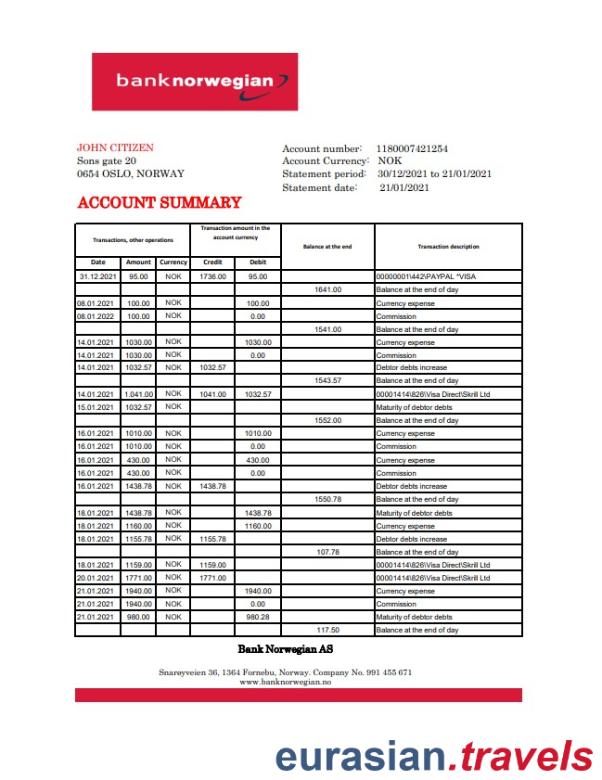 banknorwegian
JOHN CITIZEN
Sons gate 20
0654 OSLO, NORWAY
Account number: 1180007421254
Account Currency: NOK
Statement period: 30/12/2021 to 21/01/2021
Statement date: 21/01/2021
ACCOUNT SUMMARY
Transactions, other operations Transaction amount in the account currency Balance at the end Transaction description
Date Amount Currency Credit Debit
31.12.2021 95.00 NOK 1736.00 95.00 00000001\442\PAYPAL *VISA
1641.00 Balance at the end of day
08.01.2021 100.00 NOK 100.00 Currency expense
08.01.2022 100.00 NOK 0.00 Commission
1541.00 Balance at the end of day
14.01.2021 1030.00 NOK 1030.00 Currency expense
14.01.2021 1030.00 NOK 0.00 Commission
14.01.2021 1032.57 NOK 1032.57 Debtor debts increase
1543.57 Balance at the end of day
14.01.2021 1.041.00 NOK 1041.00 1032.57 00001414\826\Visa Direct\Skrill Ltd
15.01.2021 1032.57 NOK Maturity of debtor debts
1552.00 Balance at the end of day
16.01.2021 1010.00 NOK 1010.00 Currency expense
16.01.2021 1010.00 NOK 0.00 Commission
16.01.2021 430.00 NOK 430.00 Currency expense
16.01.2021 430.00 NOK 0.00 Commission
16.01.2021 1438.78 NOK 1438.78 Debtor debts increase
1550.78 Balance at the end of day
18.01.2021 1438.78 NOK 1438.78 Maturity of debtor debts
18.01.2021 1160.00 NOK 1160.00 Currency expense
18.01.2021 1155.78 NOK 1155.78 Debtor debts increase
107.78 Balance at the end of day
18.01.2021 1159.00 NOK 1159.00 00001414\826\Visa Direct\Skrill Ltd
20.01.2021 1771.00 NOK 1771.00 00001414\826\Visa Direct\Skrill Ltd
21.01.2021 1940.00 NOK 1940.00 Currency expense
21.01.2021 1940.00 NOK 0.00 Commission
21.01.2021 980.00 NOK 980.28 Maturity of debtor debts
117.50 Balance at the end of day
Bank Norwegian AS
Snarøyveien 36, 1364 Fornebu, Norway. Company No. 991 455 671
www.banknorwegian.no
eurasian.travels